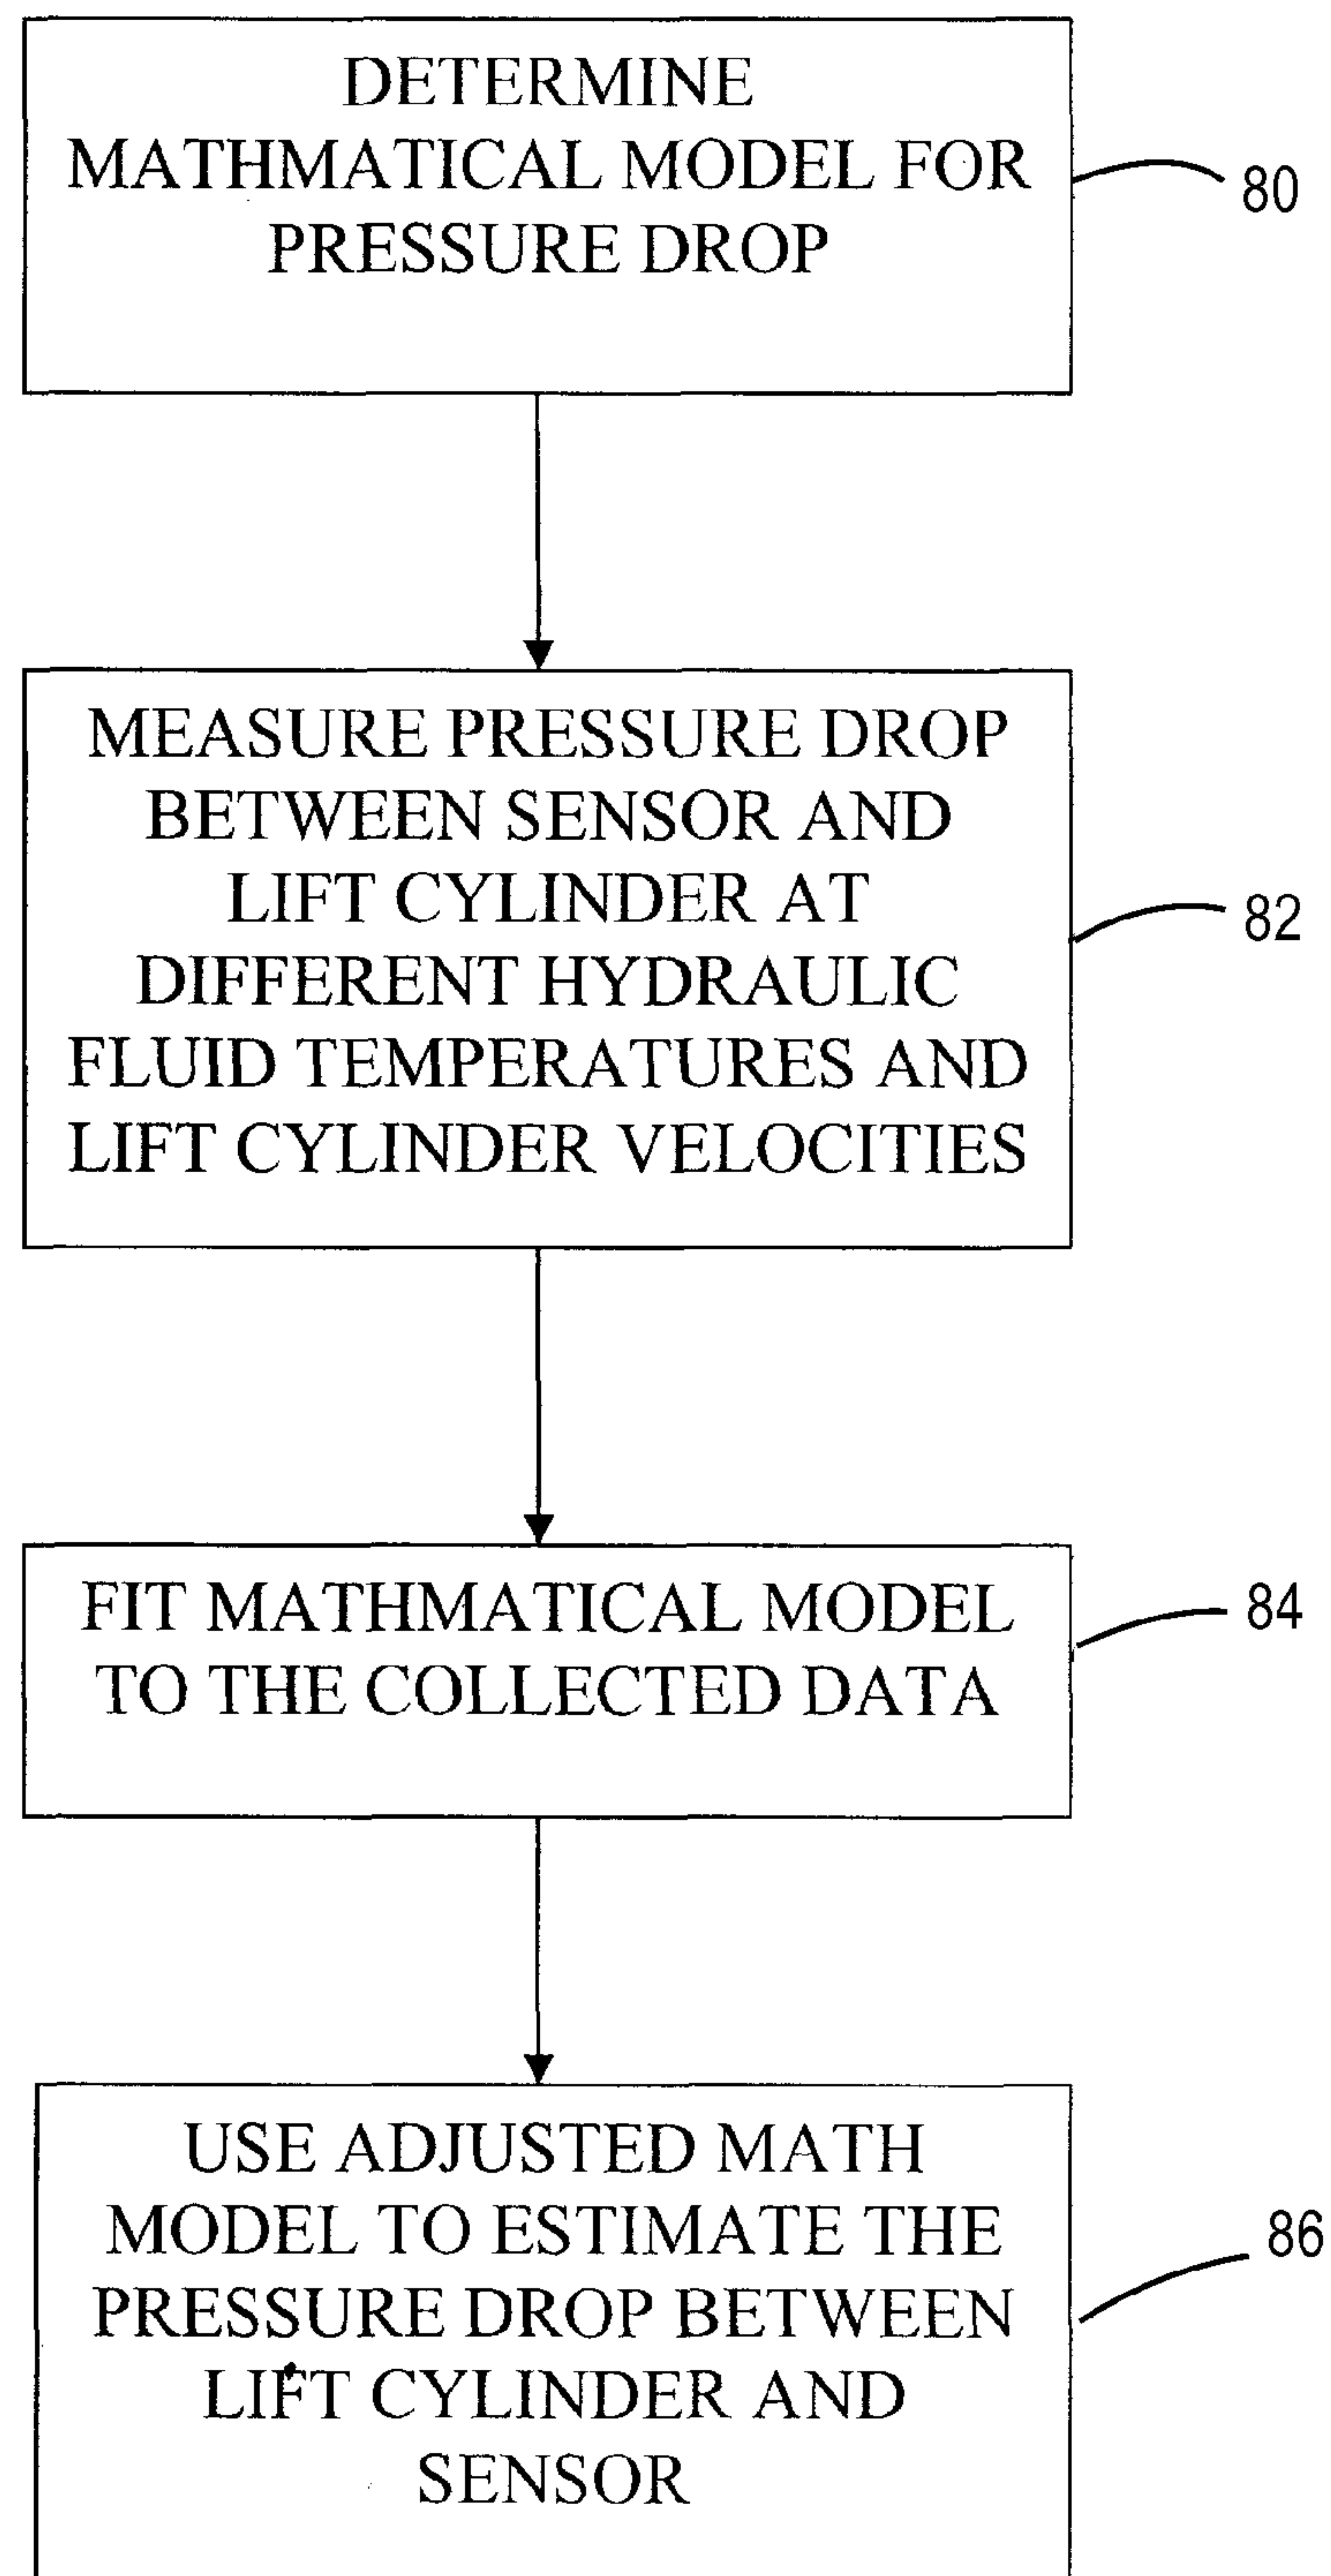 DETERMINE
MATHMATICAL MODEL FOR
PRESSURE DROP
80
MEASURE PRESSURE DROP
BETWEEN SENSOR AND
LIFT CYLINDER AT
DIFFERENT HYDRAULIC
FLUID TEMPERATURES AND
LIFT CYLINDER VELOCITIES
82
FIT MATHMATICAL MODEL
TO THE COLLECTED DATA
84
USE ADJUSTED MATH
MODEL TO ESTIMATE THE
PRESSURE DROP BETWEEN
LIFT CYLINDER AND
SENSOR
86